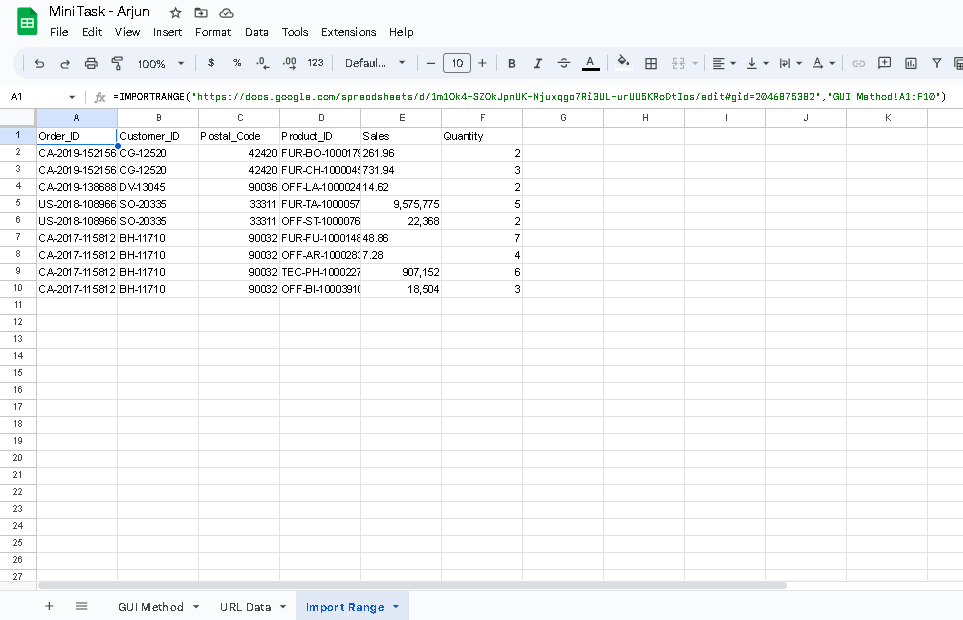 Mini Task - Arjun
File Edit View Insert Format Data Tools Extensions Help
100% $ % .0 .00 123 Defaul... − 10 + B I A
A1 fx =IMPORTRANGE("https://docs.google.com/spreadsheets/d/1m1Ok4-SZOkJpnUK-Njuxqgo7Ri3UL-urUU5KRoDtIos/edit#gid=2046875382","GUI Method!A1:F10")
A B C D E F G H I J K
1 Order_ID Customer_ID Postal_Code Product_ID Sales Quantity
2 CA-2019-152156 CG-12520 42420 FUR-BO-1000179 261.96 2
3 CA-2019-152156 CG-12520 42420 FUR-CH-1000045 731.94 3
4 CA-2019-138688 DV-13045 90036 OFF-LA-1000024 14.62 2
5 US-2018-108966 SO-20335 33311 FUR-TA-1000057 9,575,775 5
6 US-2018-108966 SO-20335 33311 OFF-ST-1000076 22,368 2
7 CA-2017-115812 BH-11710 90032 FUR-FU-1000148 48.86 7
8 CA-2017-115812 BH-11710 90032 OFF-AR-1000283 7.28 4
9 CA-2017-115812 BH-11710 90032 TEC-PH-1000227 907,152 6
10 CA-2017-115812 BH-11710 90032 OFF-BI-10003910 18,504 3
11
12
13
14
15
16
17
18
19
20
21
22
23
24
25
26
27
+ GUI Method URL Data Import Range